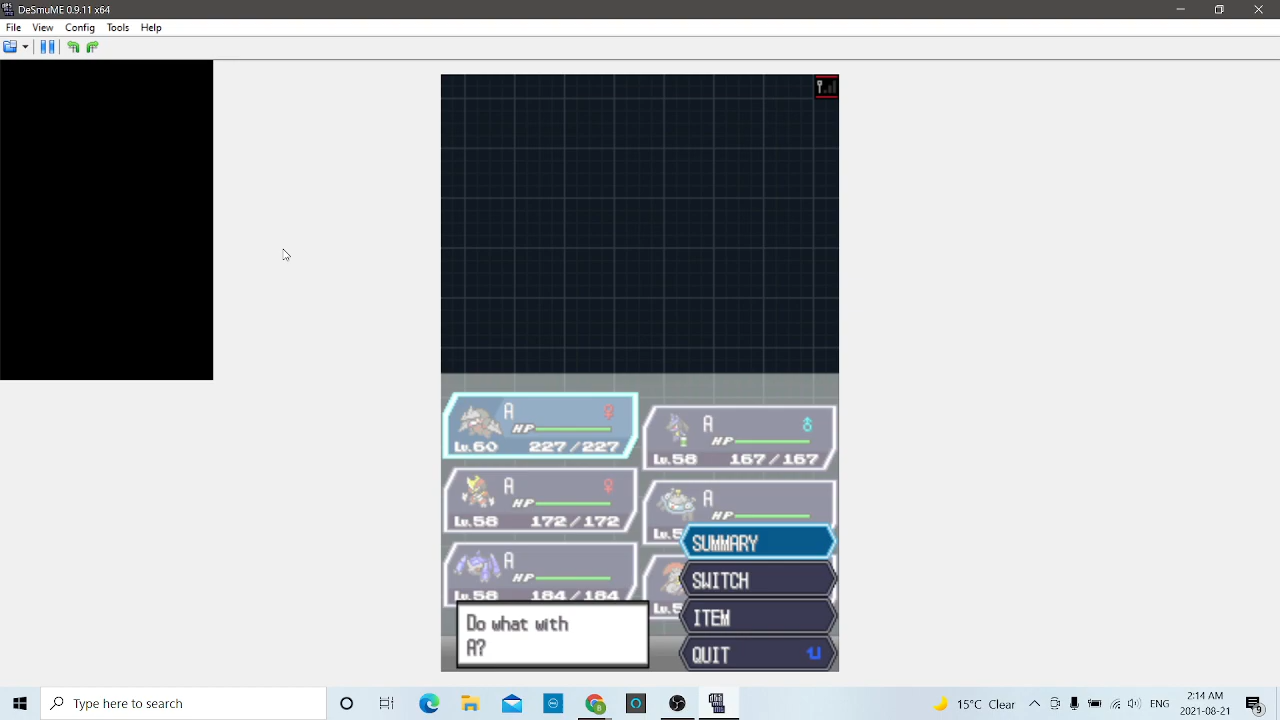 DeSmuME 0.9.11 x64
File View Config Tools Help
A ♀
HP
Lv.60 227/227
A ♂
HP
Lv.58 167/167
A ♀
HP
Lv.58 172/172
A
HP
A
HP
Lv.58 184/184
SUMMARY
SWITCH
ITEM
QUIT
Do what with
A?
Type here to search
15°C Clear
ENG
2:14 AM
2021-08-21